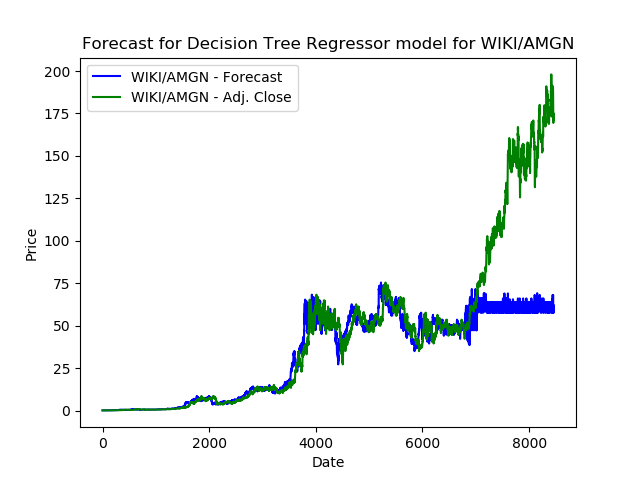 Forecast for Decision Tree Regressor model for WIKI/AMGN
WIKI/AMGN - Forecast
WIKI/AMGN - Adj. Close
200
175
150
125
100
75
50
25
0
Price
0 2000 4000 6000 8000
Date